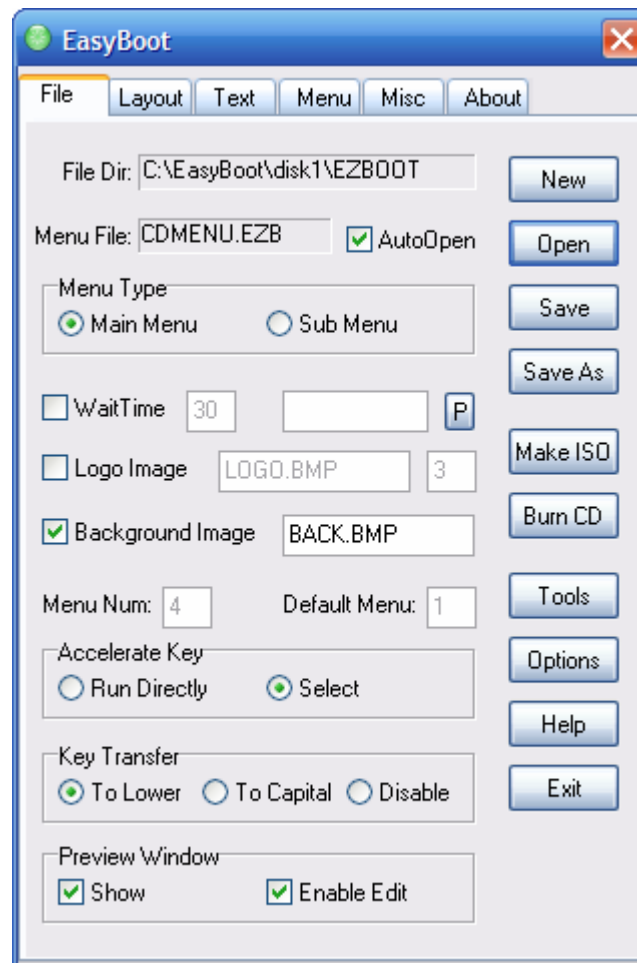 EasyBoot
File Layout Text Menu Misc About
File Dir: C:\EasyBoot\disk1\EZBOOT New
Menu File: CDMENU.EZB AutoOpen Open
Menu Type
Main Menu Sub Menu Save
Save As
WaitTime 30 P
Logo Image LOGO.BMP 3 Make ISO
Background Image BACK.BMP Burn CD
Menu Num: 4 Default Menu: 1 Tools
Accelerate Key
Run Directly Select Options
Help
Key Transfer
To Lower To Capital Disable Exit
Preview Window
Show Enable Edit